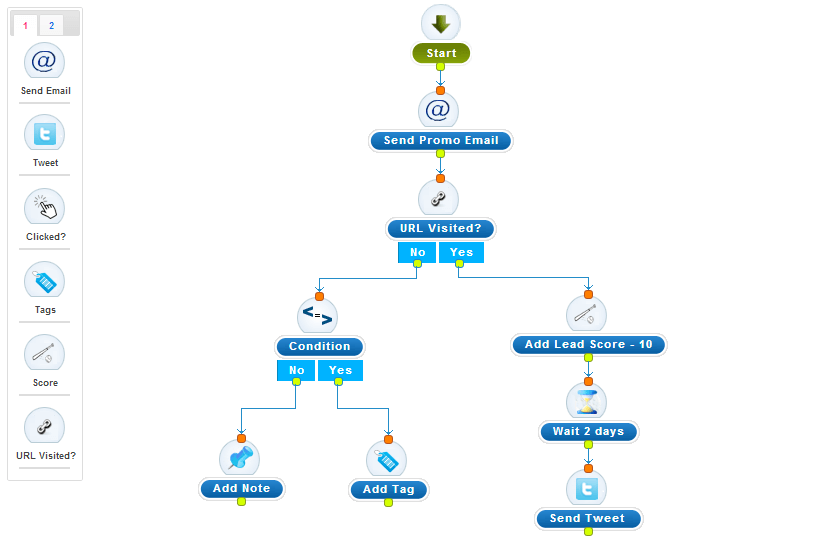 1 2
Send Email
Tweet
Clicked?
Tags
Score
URL Visited?
Start
Send Promo Email
URL Visited?
No Yes
Condition
No Yes
Add Note
Add Tag
Add Lead Score - 10
Wait 2 days
Send Tweet